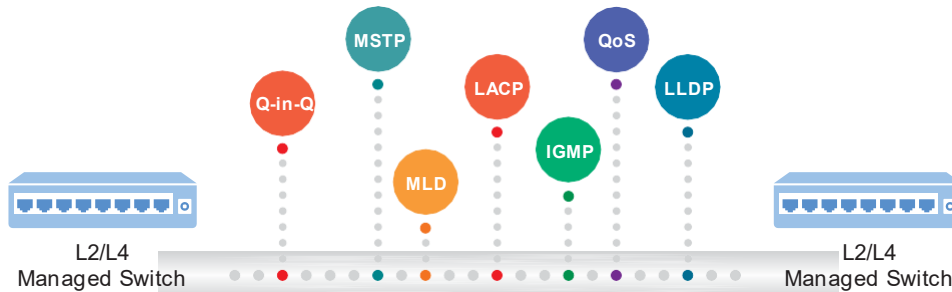 MSTP
QoS
Q-in-Q
LACP
LLDP
IGMP
MLD
L2/L4
Managed Switch
L2/L4
Managed Switch